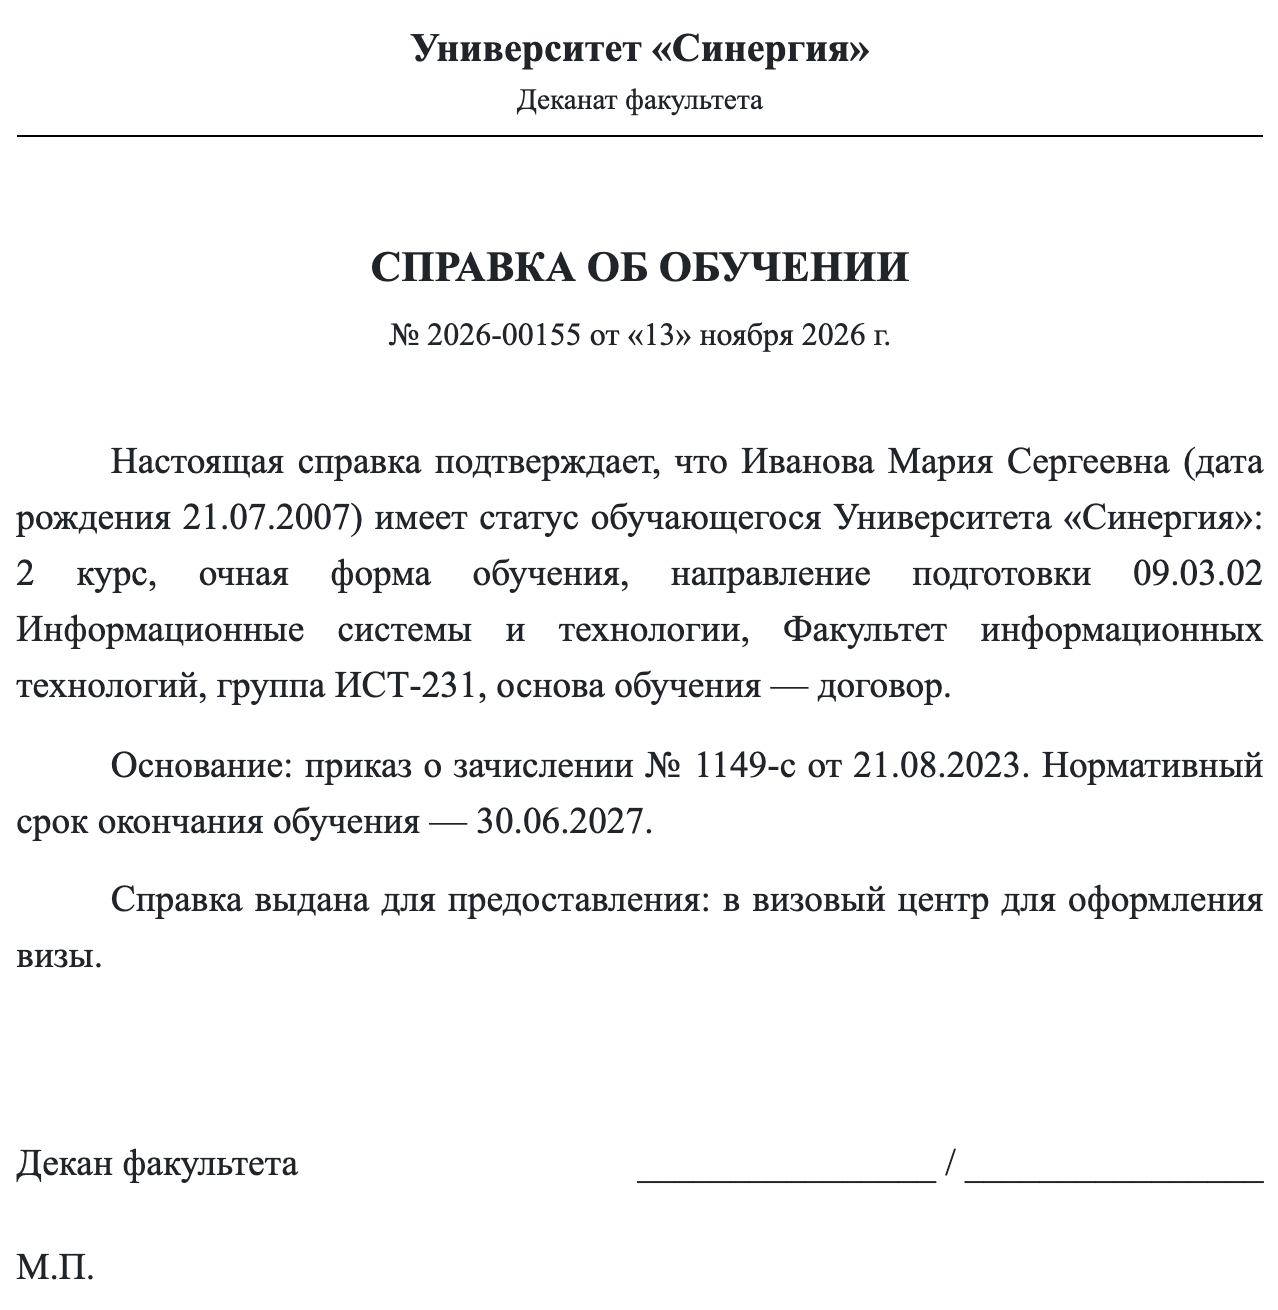 Университет «Синергия»
Деканат факультета
СПРАВКА ОБ ОБУЧЕНИИ
№ 2026-00155 от «13» ноября 2026 г.
Настоящая справка подтверждает, что Иванова Мария Сергеевна (дата
рождения 21.07.2007) имеет статус обучающегося Университета «Синергия»:
2 курс, очная форма обучения, направление подготовки 09.03.02
Информационные системы и технологии, Факультет информационных
технологий, группа ИСТ-231, основа обучения — договор.
Основание: приказ о зачислении № 1149-с от 21.08.2023. Нормативный
срок окончания обучения — 30.06.2027.
Справка выдана для предоставления: в визовый центр для оформления
визы.
Декан факультета ________________ / ________________
М.П.